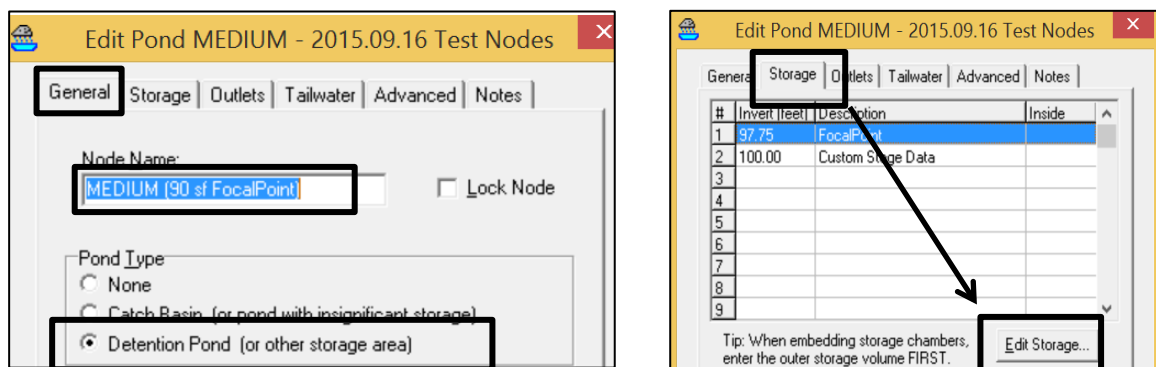 Edit Pond MEDIUM - 2015.09.16 Test Nodes
General Storage Outlets Tailwater Advanced Notes
Node Name:
MEDIUM (90 sf FocalPoint)
Lock Node
Pond Type
None
Catch Basin (or pond with insignificant storage)
Detention Pond (or other storage area)
Edit Pond MEDIUM - 2015.09.16 Test Nodes
General Storage Outlets Tailwater Advanced Notes
# Invert (feet) Description Inside
1 97.75 FocalPoint
2 100.00 Custom Stage Data
3
4
5
6
7
8
9
Tip: When embedding storage chambers,
enter the outer storage volume FIRST.
Edit Storage...